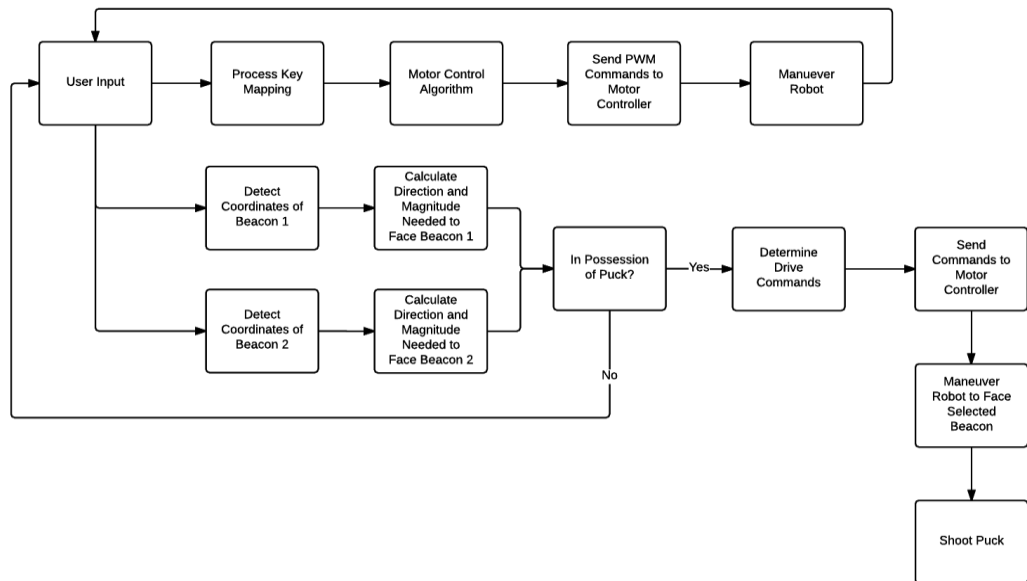 User Input
Process Key
Mapping
Motor Control
Algorithm
Send PWM
Commands to
Motor
Controller
Manuever
Robot
Detect
Coordinates of
Beacon 1
Calculate
Direction and
Magnitude
Needed to
Face Beacon 1
Detect
Coordinates of
Beacon 2
Calculate
Direction and
Magnitude
Needed to
Face Beacon 2
In Possession
of Puck?
Yes
No
Determine
Drive
Commands
Send
Commands to
Motor
Controller
Maneuver
Robot to Face
Selected
Beacon
Shoot Puck